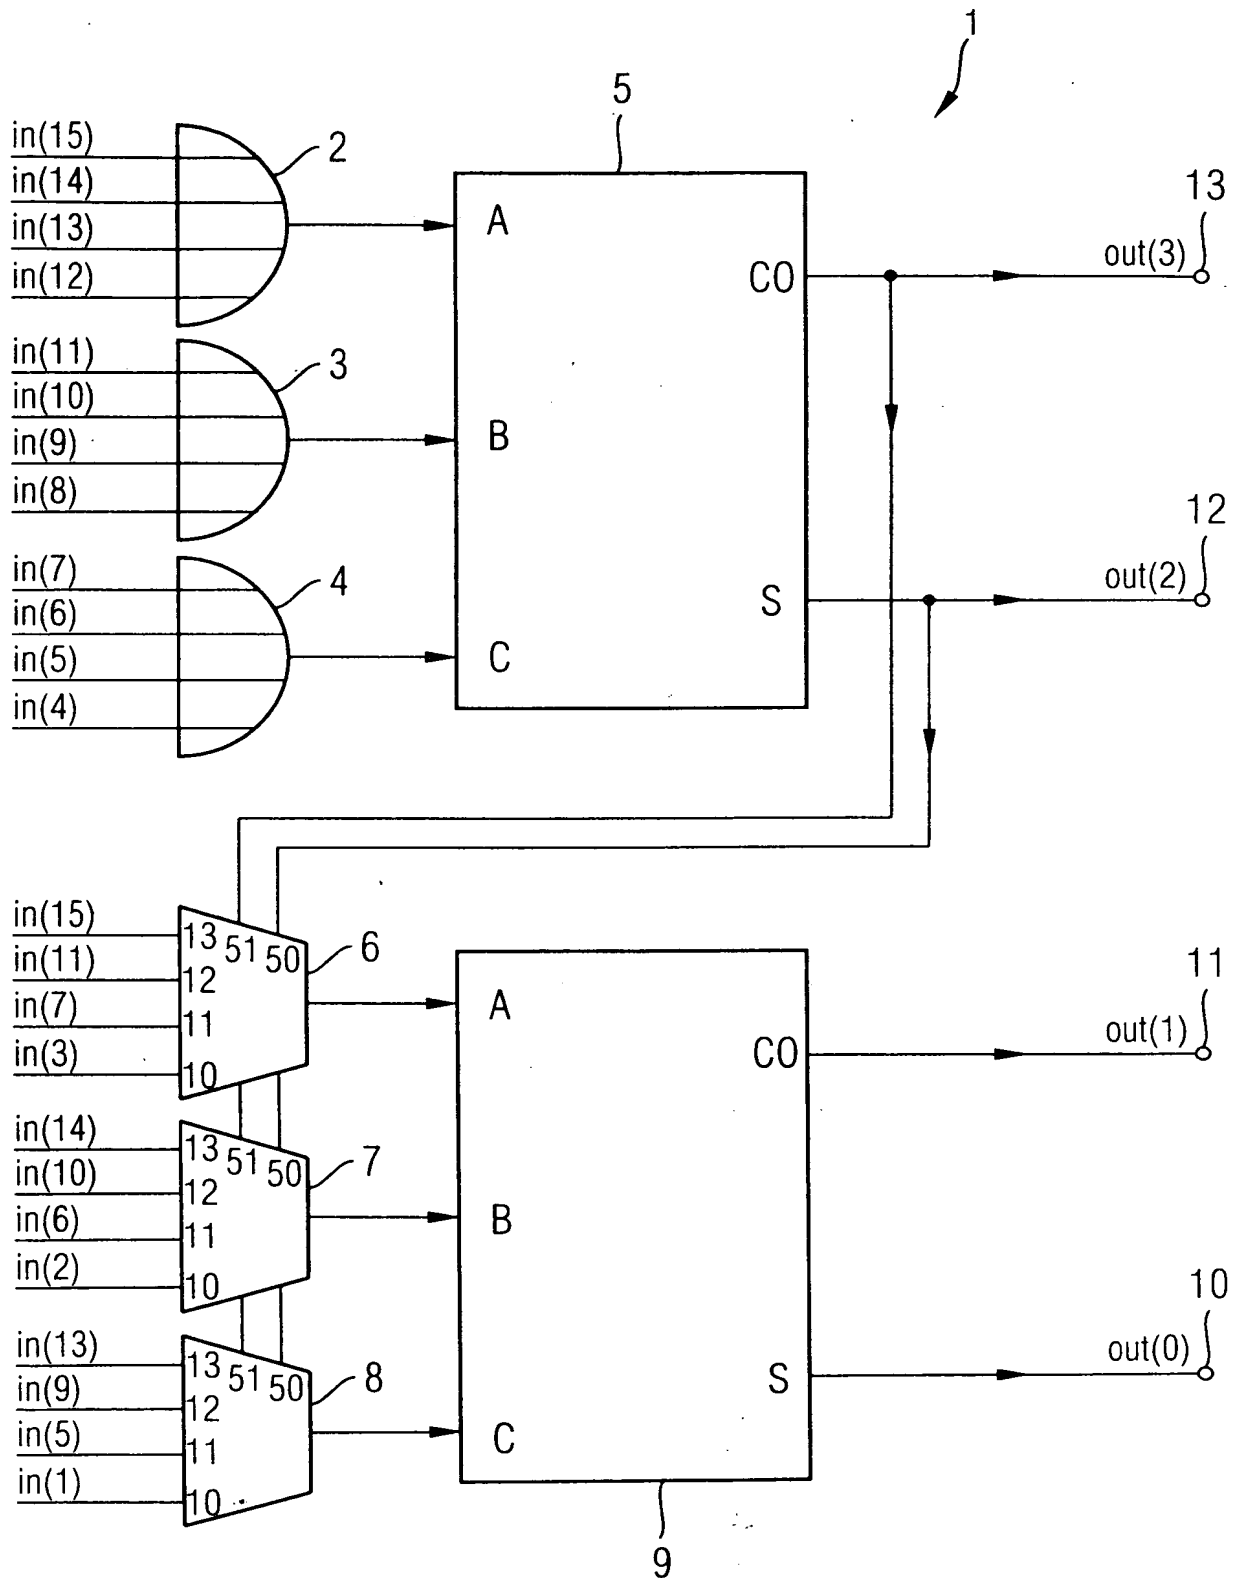 1
5
in(15)
in(14)
in(13)
in(12)
2
in(11)
in(10)
in(9)
in(8)
3
in(7)
in(6)
in(5)
in(4)
4
A
B
C
CO
S
out(3)
13
out(2)
12
in(15)
in(11)
in(7)
in(3)
13
12
11
10
51
50
6
in(14)
in(10)
in(6)
in(2)
13
12
11
10
51
50
7
in(13)
in(9)
in(5)
in(1)
13
12
11
10
51
50
8
A
B
C
CO
S
9
out(1)
11
out(0)
10